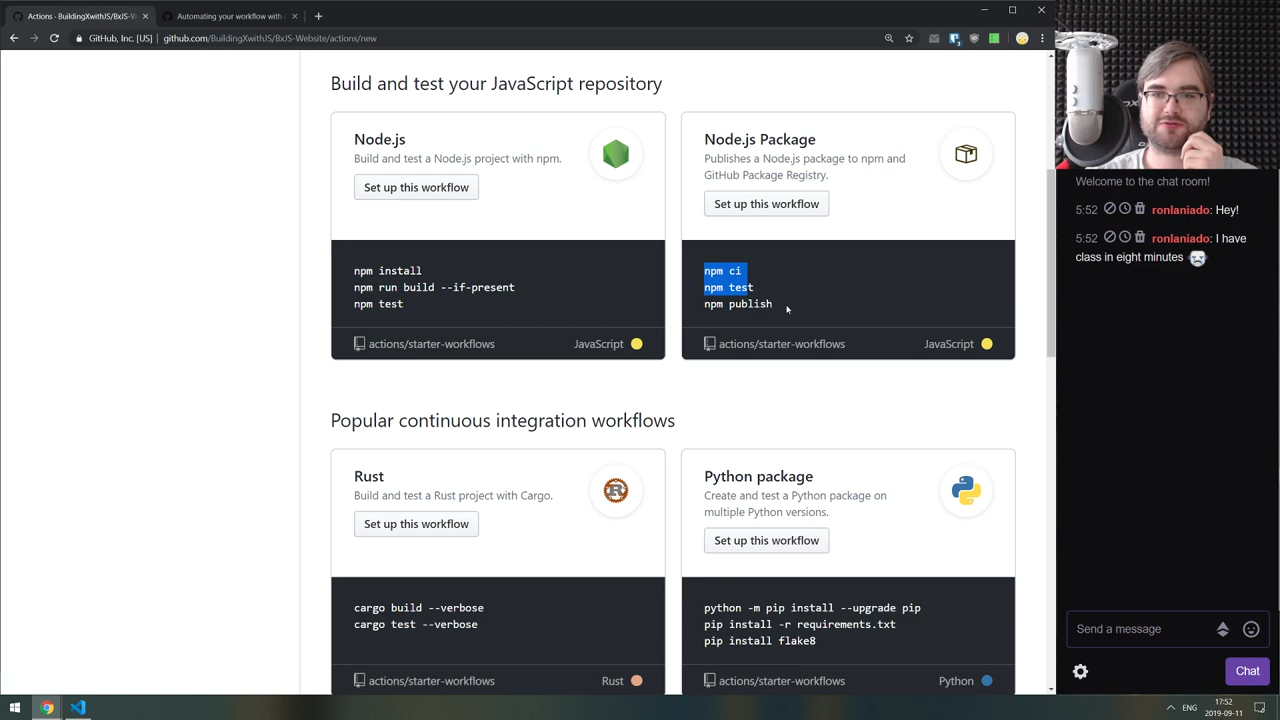 Actions · BuildingXwithJS/BxJS-W
Automating your workflow with
GitHub, Inc. [US]
github.com/BuildingXwithJS/BxJS-Website/actions/new
Build and test your JavaScript repository
Node.js
Build and test a Node.js project with npm.
Set up this workflow
npm install
npm run build --if-present
npm test
actions/starter-workflows
JavaScript
Node.js Package
Publishes a Node.js package to npm and
GitHub Package Registry.
Set up this workflow
npm ci
npm test
npm publish
actions/starter-workflows
JavaScript
Popular continuous integration workflows
Rust
Build and test a Rust project with Cargo.
Set up this workflow
cargo build --verbose
cargo test --verbose
actions/starter-workflows
Rust
Python package
Create and test a Python package on
multiple Python versions.
Set up this workflow
python -m pip install --upgrade pip
pip install -r requirements.txt
pip install flake8
actions/starter-workflows
Python
Welcome to the chat room!
5:52 ronlaniado: Hey!
5:52 ronlaniado: I have
class in eight minutes
Send a message
Chat
ENG
17:52
2019-09-11